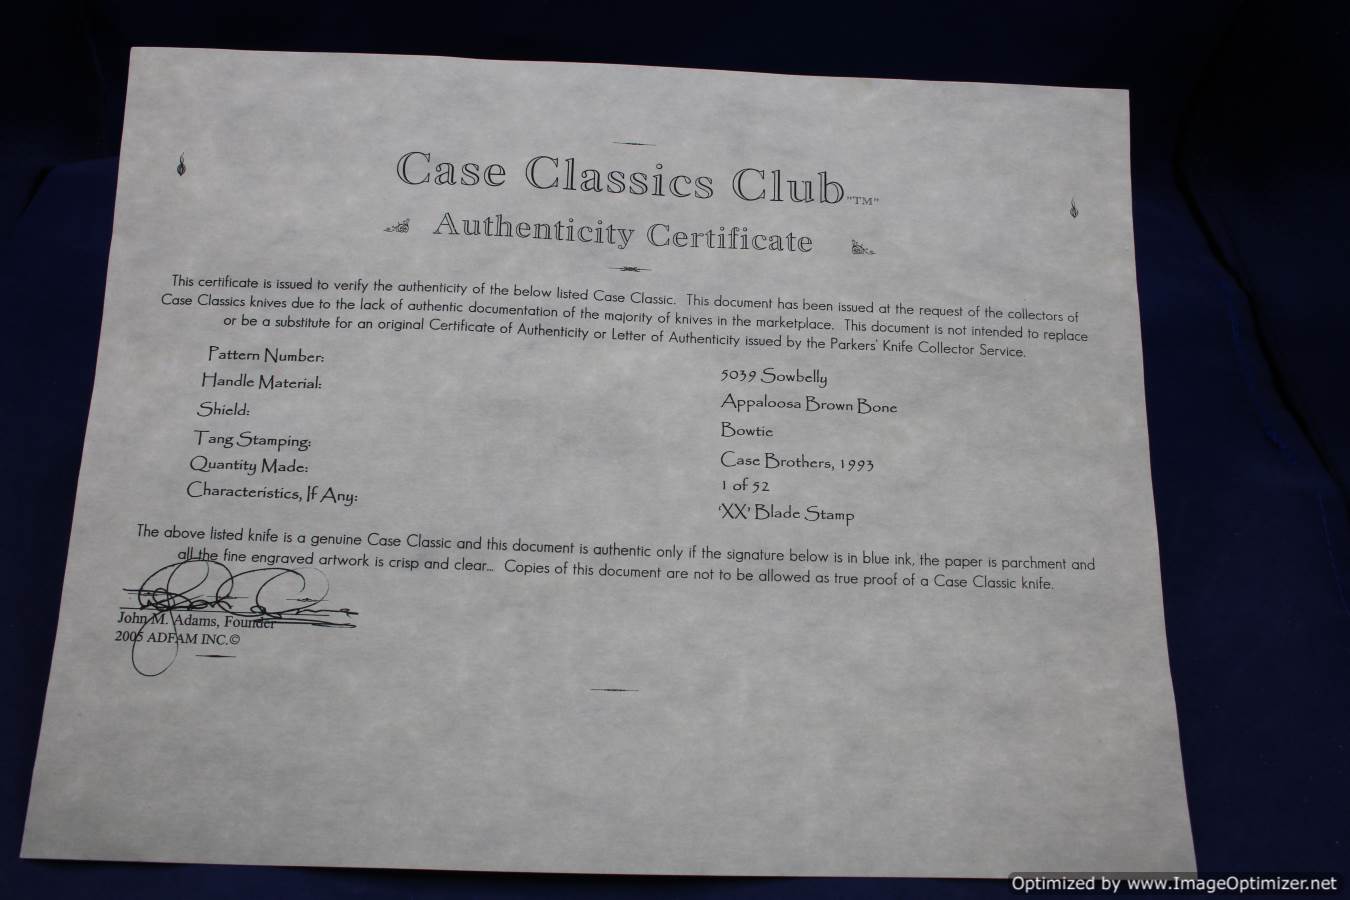 Case Classics Club "TM"
Authenticity Certificate
This certificate is issued to verify the authenticity of the below listed Case Classic. This document has been issued at the request of the collectors of
Case Classics knives due to the lack of authentic documentation of the majority of knives in the marketplace. This document is not intended to replace
or be a substitute for an original Certificate of Authenticity or Letter of Authenticity issued by the Parkers' Knife Collector Service.
Pattern Number: 5039 Sowbelly
Handle Material: Appaloosa Brown Bone
Shield: Bowtie
Tang Stamping: Case Brothers, 1993
Quantity Made: 1 of 52
Characteristics, If Any: 'XX' Blade Stamp
The above listed knife is a genuine Case Classic and this document is authentic only if the signature below is in blue ink, the paper is parchment and
all the fine engraved artwork is crisp and clear... Copies of this document are not to be allowed as true proof of a Case Classic knife.
John M. Adams, Founder
2005 ADFAM INC.©
Optimized by www.ImageOptimizer.net